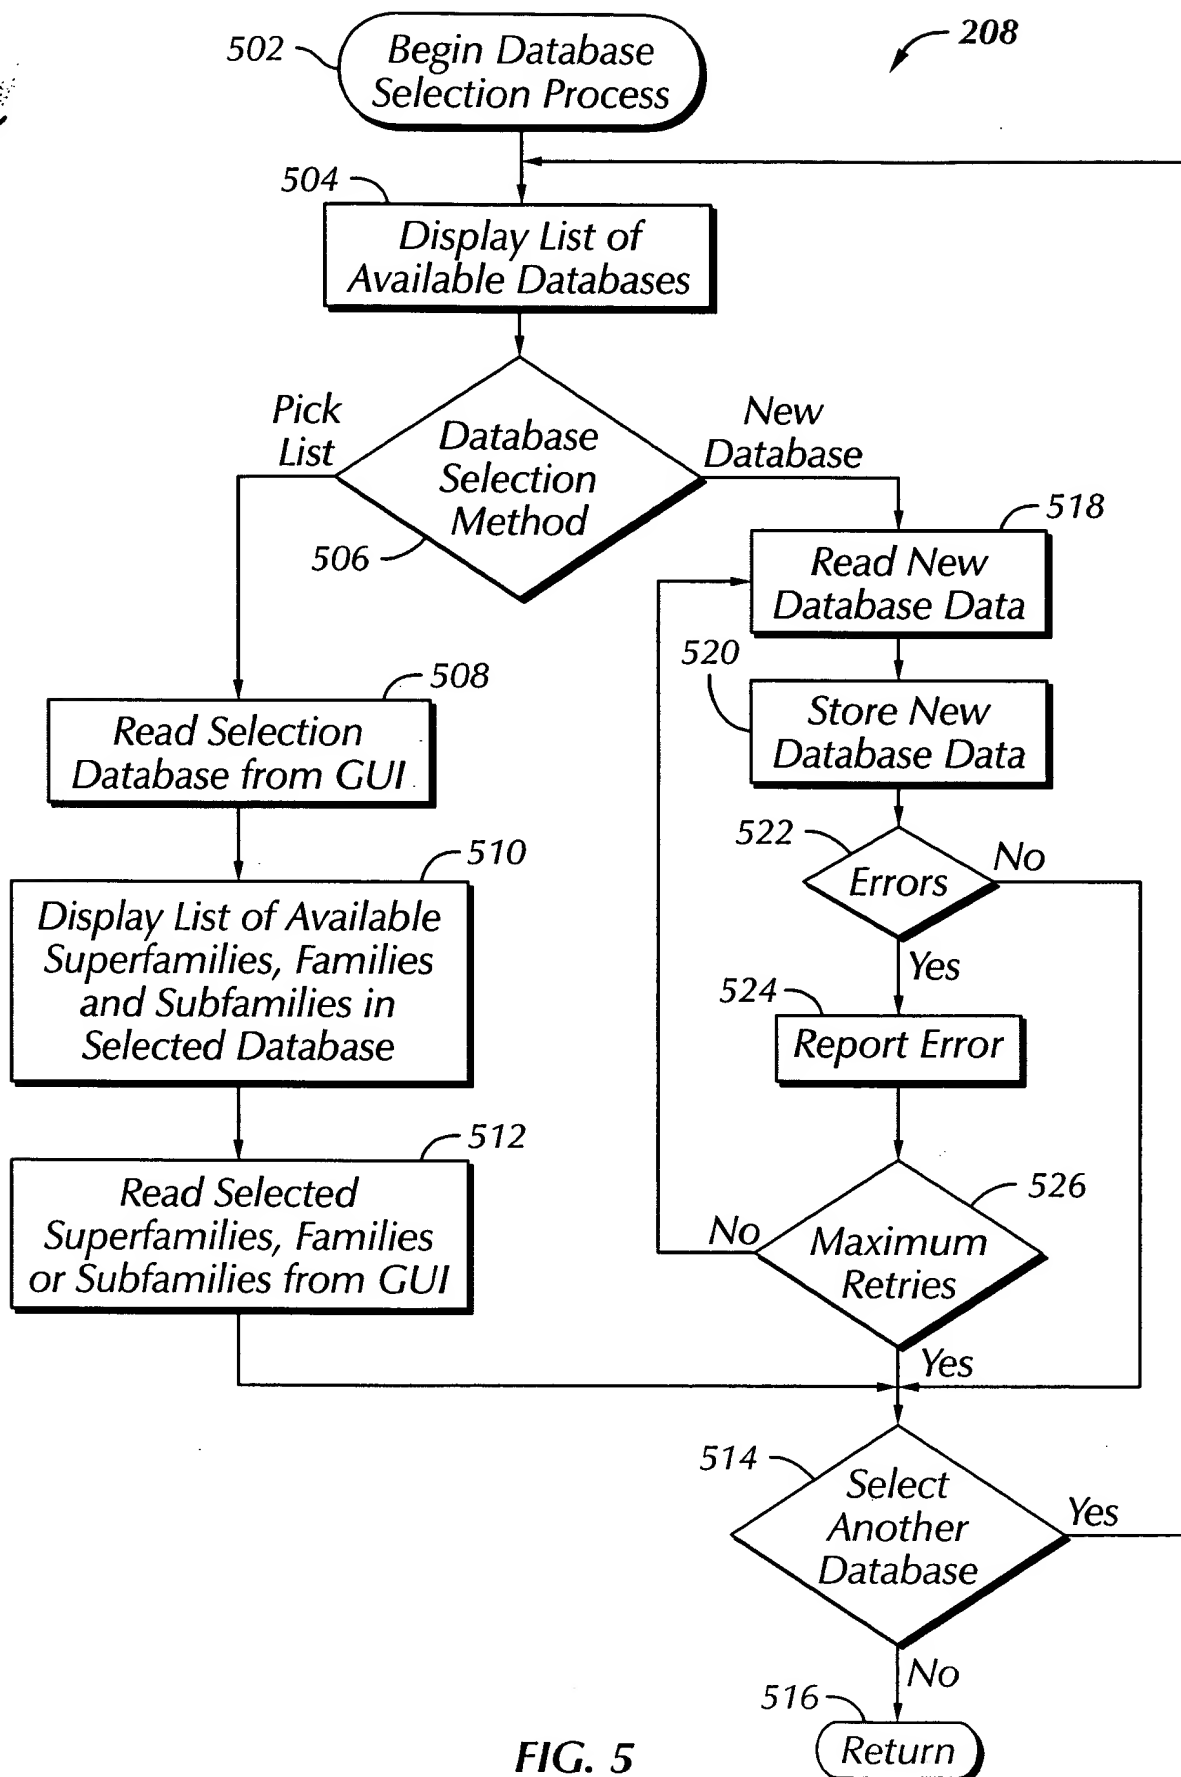 502
Begin Database
Selection Process
208
504
Display List of
Available Databases
Pick
List
Database
Selection
Method
506
New
Database
518
Read New
Database Data
520
Store New
Database Data
508
Read Selection
Database from GUI
522
Errors
No
Yes
510
Display List of Available
Superfamilies, Families
and Subfamilies in
Selected Database
524
Report Error
512
Read Selected
Superfamilies, Families
or Subfamilies from GUI
526
No
Maximum
Retries
Yes
514
Select
Another
Database
Yes
No
516
Return
FIG. 5